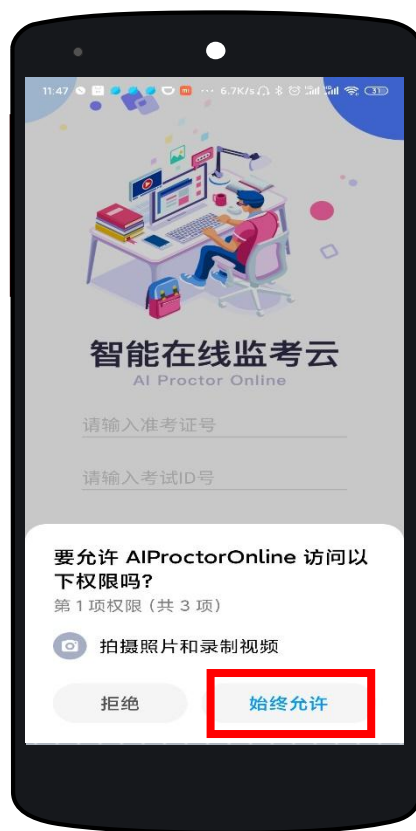 11:47 6.7K/s 31
智能在线监考云
AI Proctor Online
请输入准考证号
请输入考试ID号
要允许 AIProctorOnline 访问以
下权限吗?
第 1 项权限 (共 3 项)
拍摄照片和录制视频
拒绝 始终允许